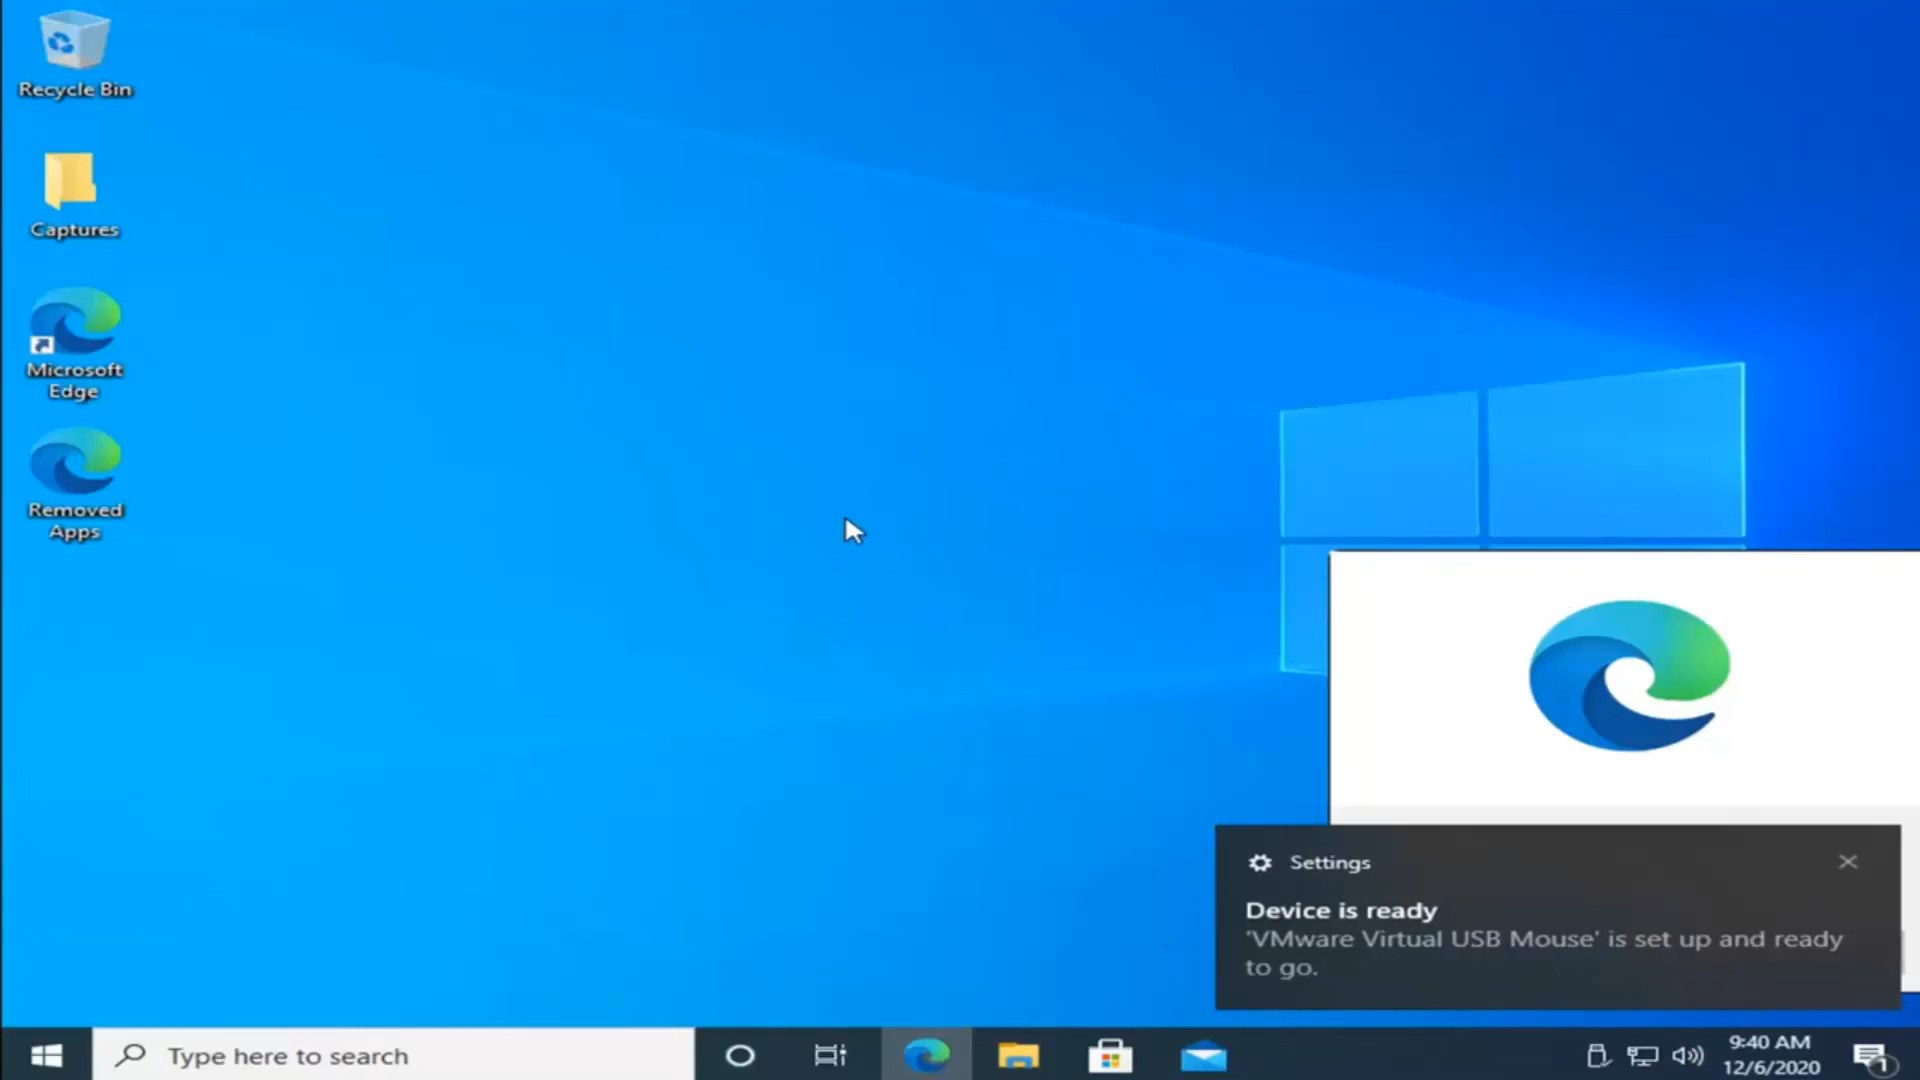 Recycle Bin
Captures
Microsoft
Edge
Removed
Apps
Settings
Device is ready
'VMware Virtual USB Mouse' is set up and ready
to go.
Type here to search
9:40 AM
12/6/2020
1